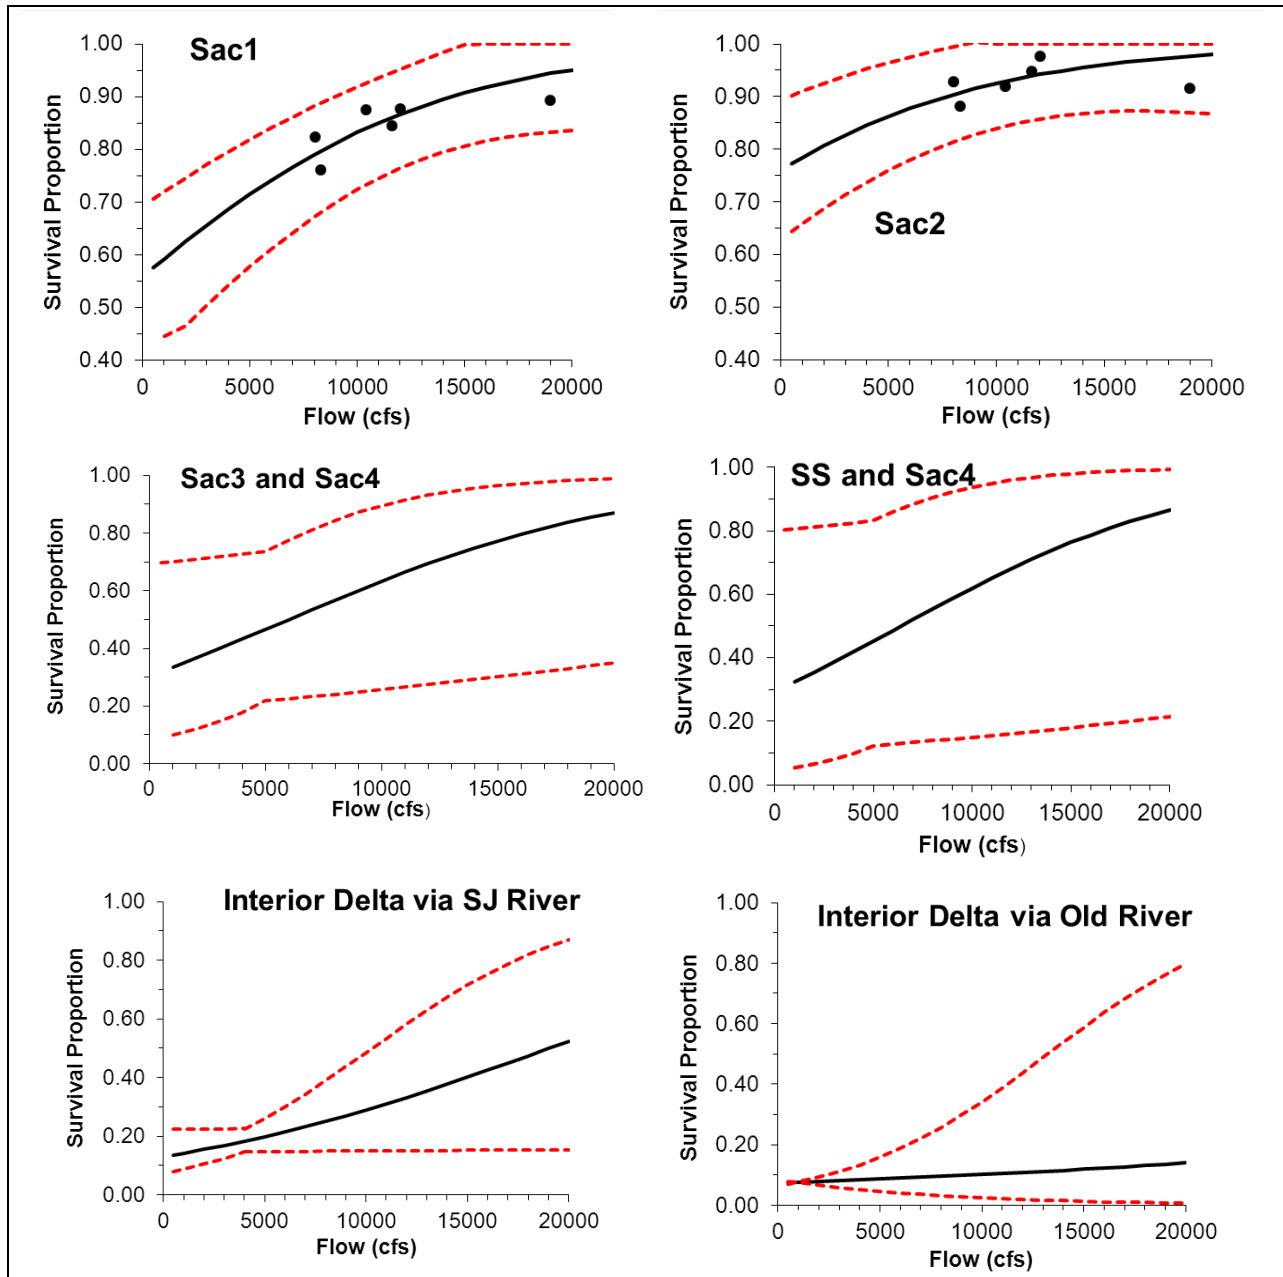 Sac1
Survival Proportion
1.00
0.90
0.80
0.70
0.60
0.50
0.40
0 5000 10000 15000 20000
Flow (cfs)
Sac2
Survival Proportion
1.00
0.90
0.80
0.70
0.60
0.50
0.40
0 5000 10000 15000 20000
Flow (cfs)
Sac3 and Sac4
Survival Proportion
1.00
0.80
0.60
0.40
0.20
0.00
0 5000 10000 15000 20000
Flow (cfs)
SS and Sac4
Survival Proportion
1.00
0.80
0.60
0.40
0.20
0.00
0 5000 10000 15000 20000
Flow (cfs)
Interior Delta via SJ River
Survival Proportion
1.00
0.80
0.60
0.40
0.20
0.00
0 5000 10000 15000 20000
Flow (cfs)
Interior Delta via Old River
Survival Proportion
1.00
0.80
0.60
0.40
0.20
0.00
0 5000 10000 15000 20000
Flow (cfs)